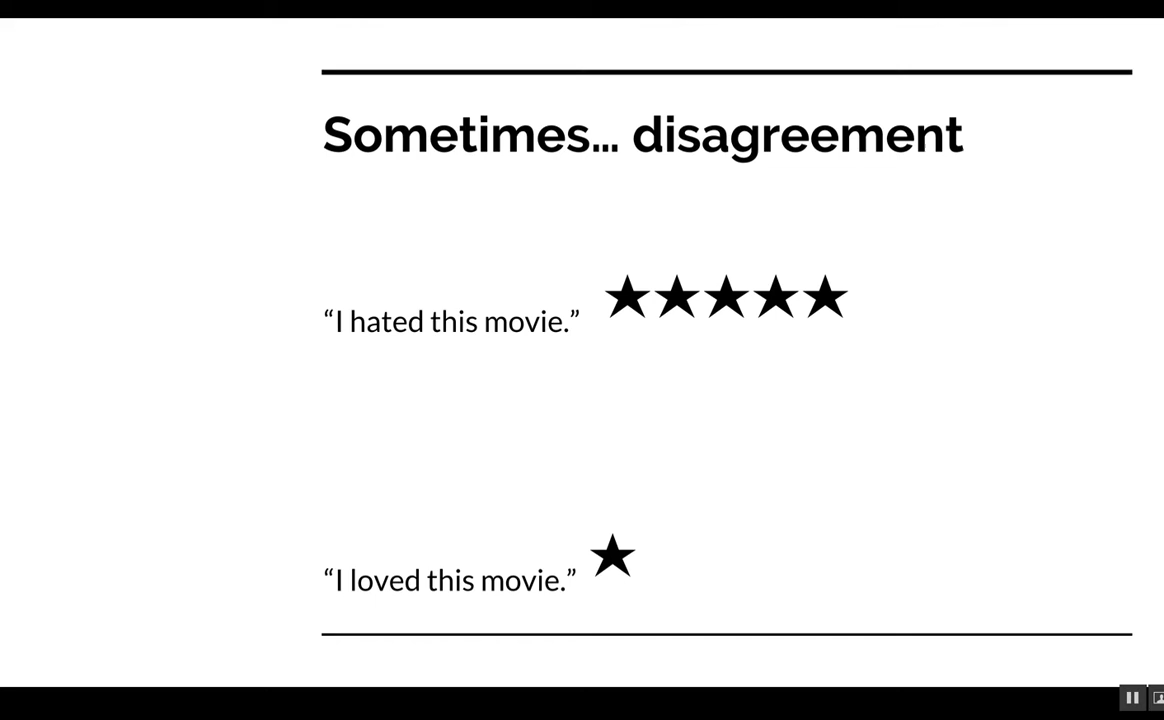 Sometimes... disagreement
“I hated this movie.” ★★★★★
“I loved this movie.” ★